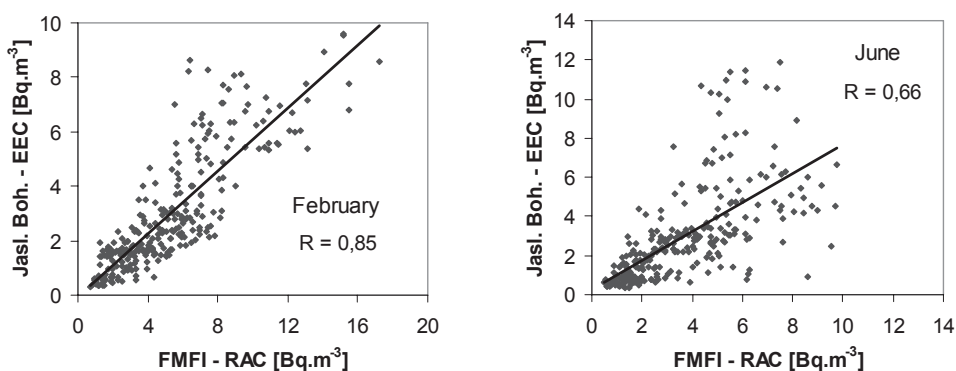 Jasl. Boh. - EEC [Bq.m⁻³]
10
8
6
4
2
0
February
R = 0,85
0 4 8 12 16 20
FMFI - RAC [Bq.m⁻³]
Jasl. Boh. - EEC [Bq.m⁻³]
14
12
10
8
6
4
2
0
June
R = 0,66
0 2 4 6 8 10 12 14
FMFI - RAC [Bq.m⁻³]